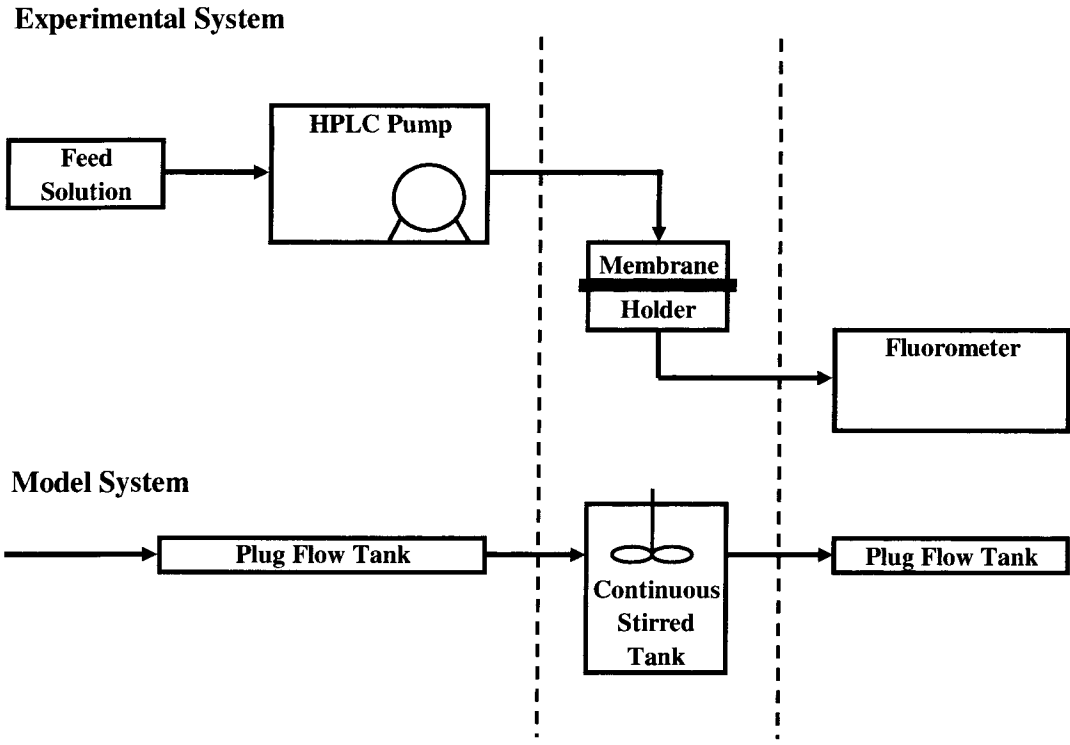 Experimental System
HPLC Pump
Feed
Solution
Membrane
Holder
Fluorometer
Model System
Plug Flow Tank
Continuous
Stirred
Tank
Plug Flow Tank